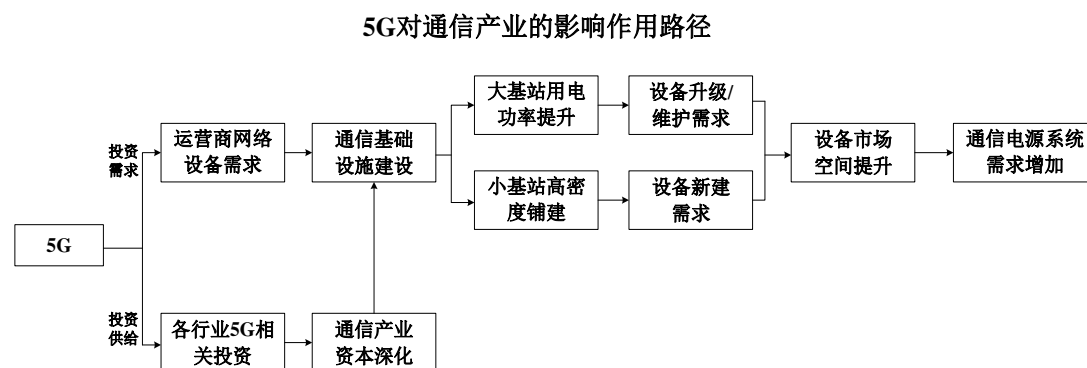 5G对通信产业的影响作用路径
大基站用电
功率提升
设备升级/
维护需求
投资
需求
运营商网络
设备需求
通信基础
设施建设
设备市场
空间提升
通信电源系统
需求增加
小基站高密
度铺建
设备新建
需求
5G
投资
供给
各行业5G相
关投资
通信产业
资本深化